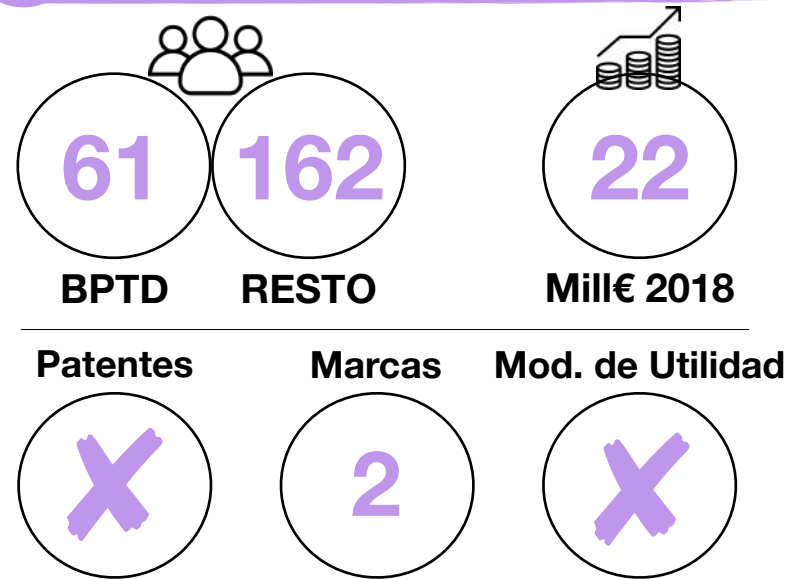 61 162 22
BPTD RESTO Mill€ 2018
Patentes Marcas Mod. de Utilidad
2